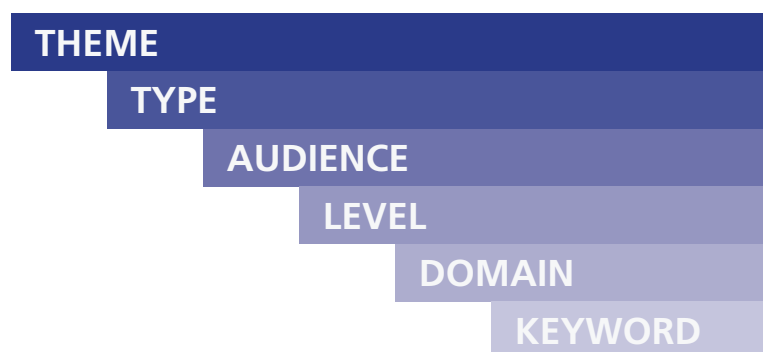 THEME
TYPE
AUDIENCE
LEVEL
DOMAIN
KEYWORD